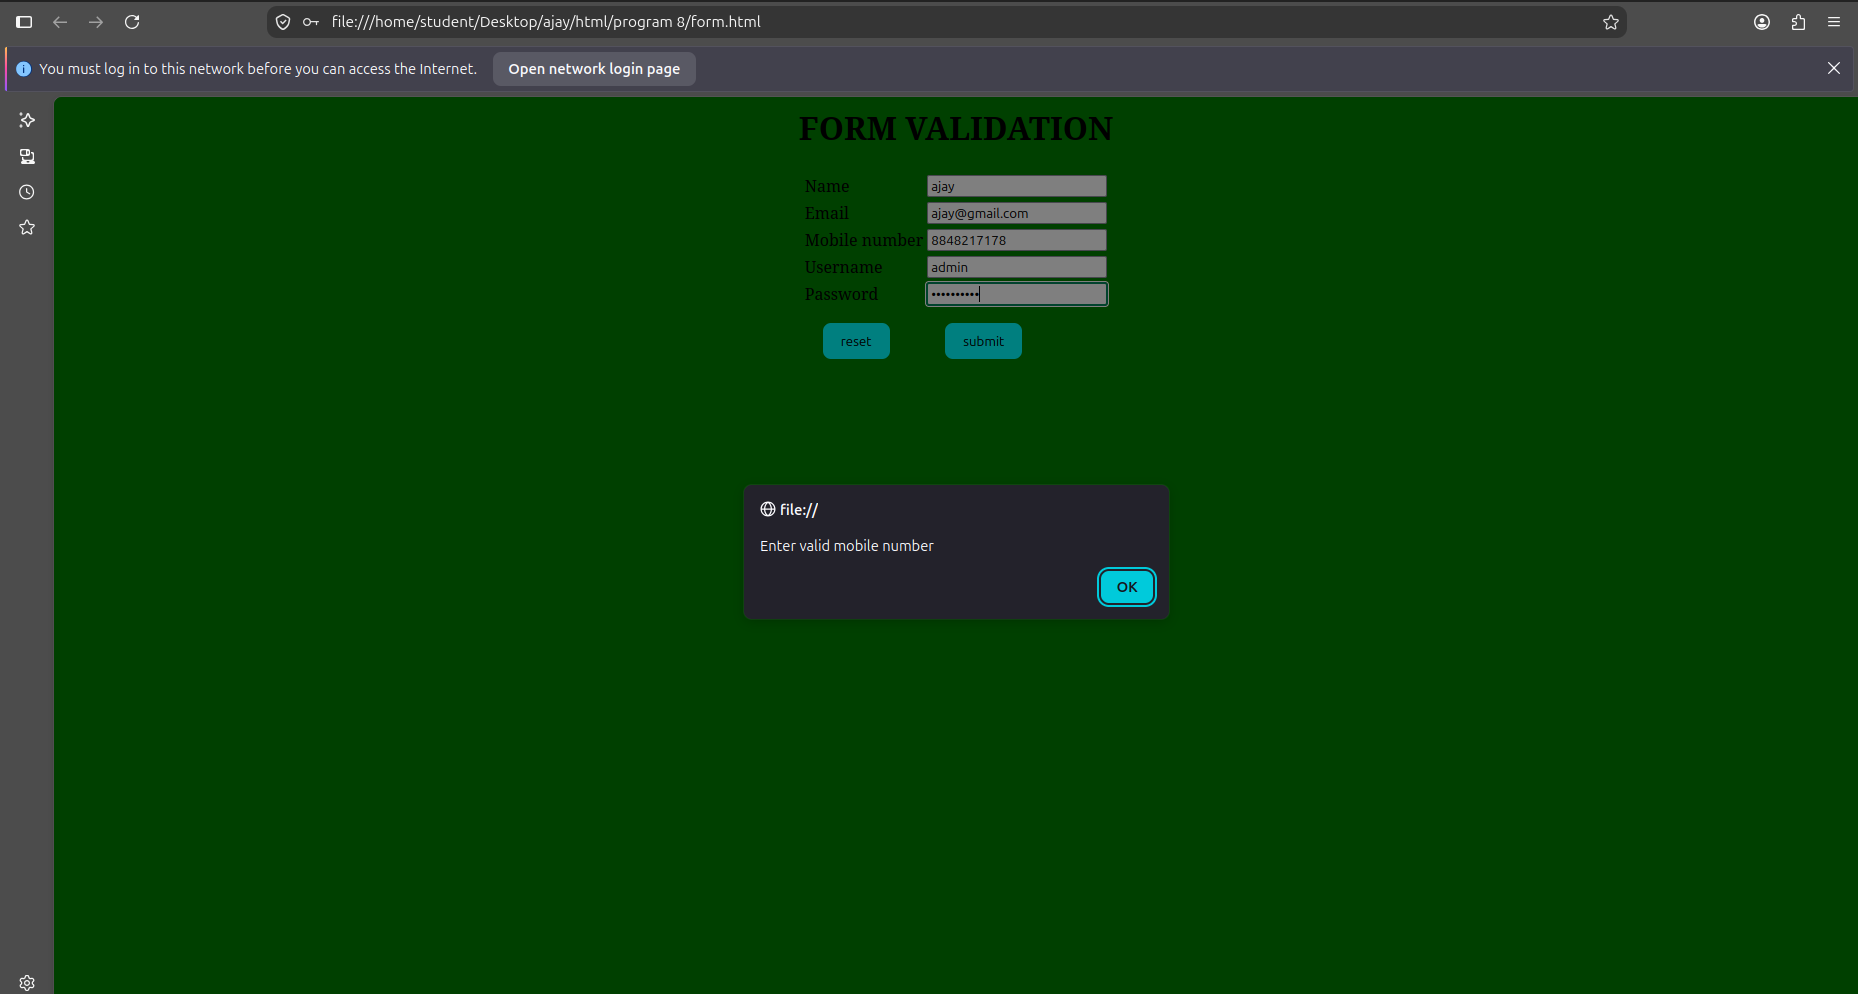 file:///home/student/Desktop/ajay/html/program 8/form.html
You must log in to this network before you can access the Internet. Open network login page
FORM VALIDATION
Name ajay
Email ajay@gmail.com
Mobile number 8848217178
Username admin
Password ••••••••••
reset submit
file://
Enter valid mobile number
OK